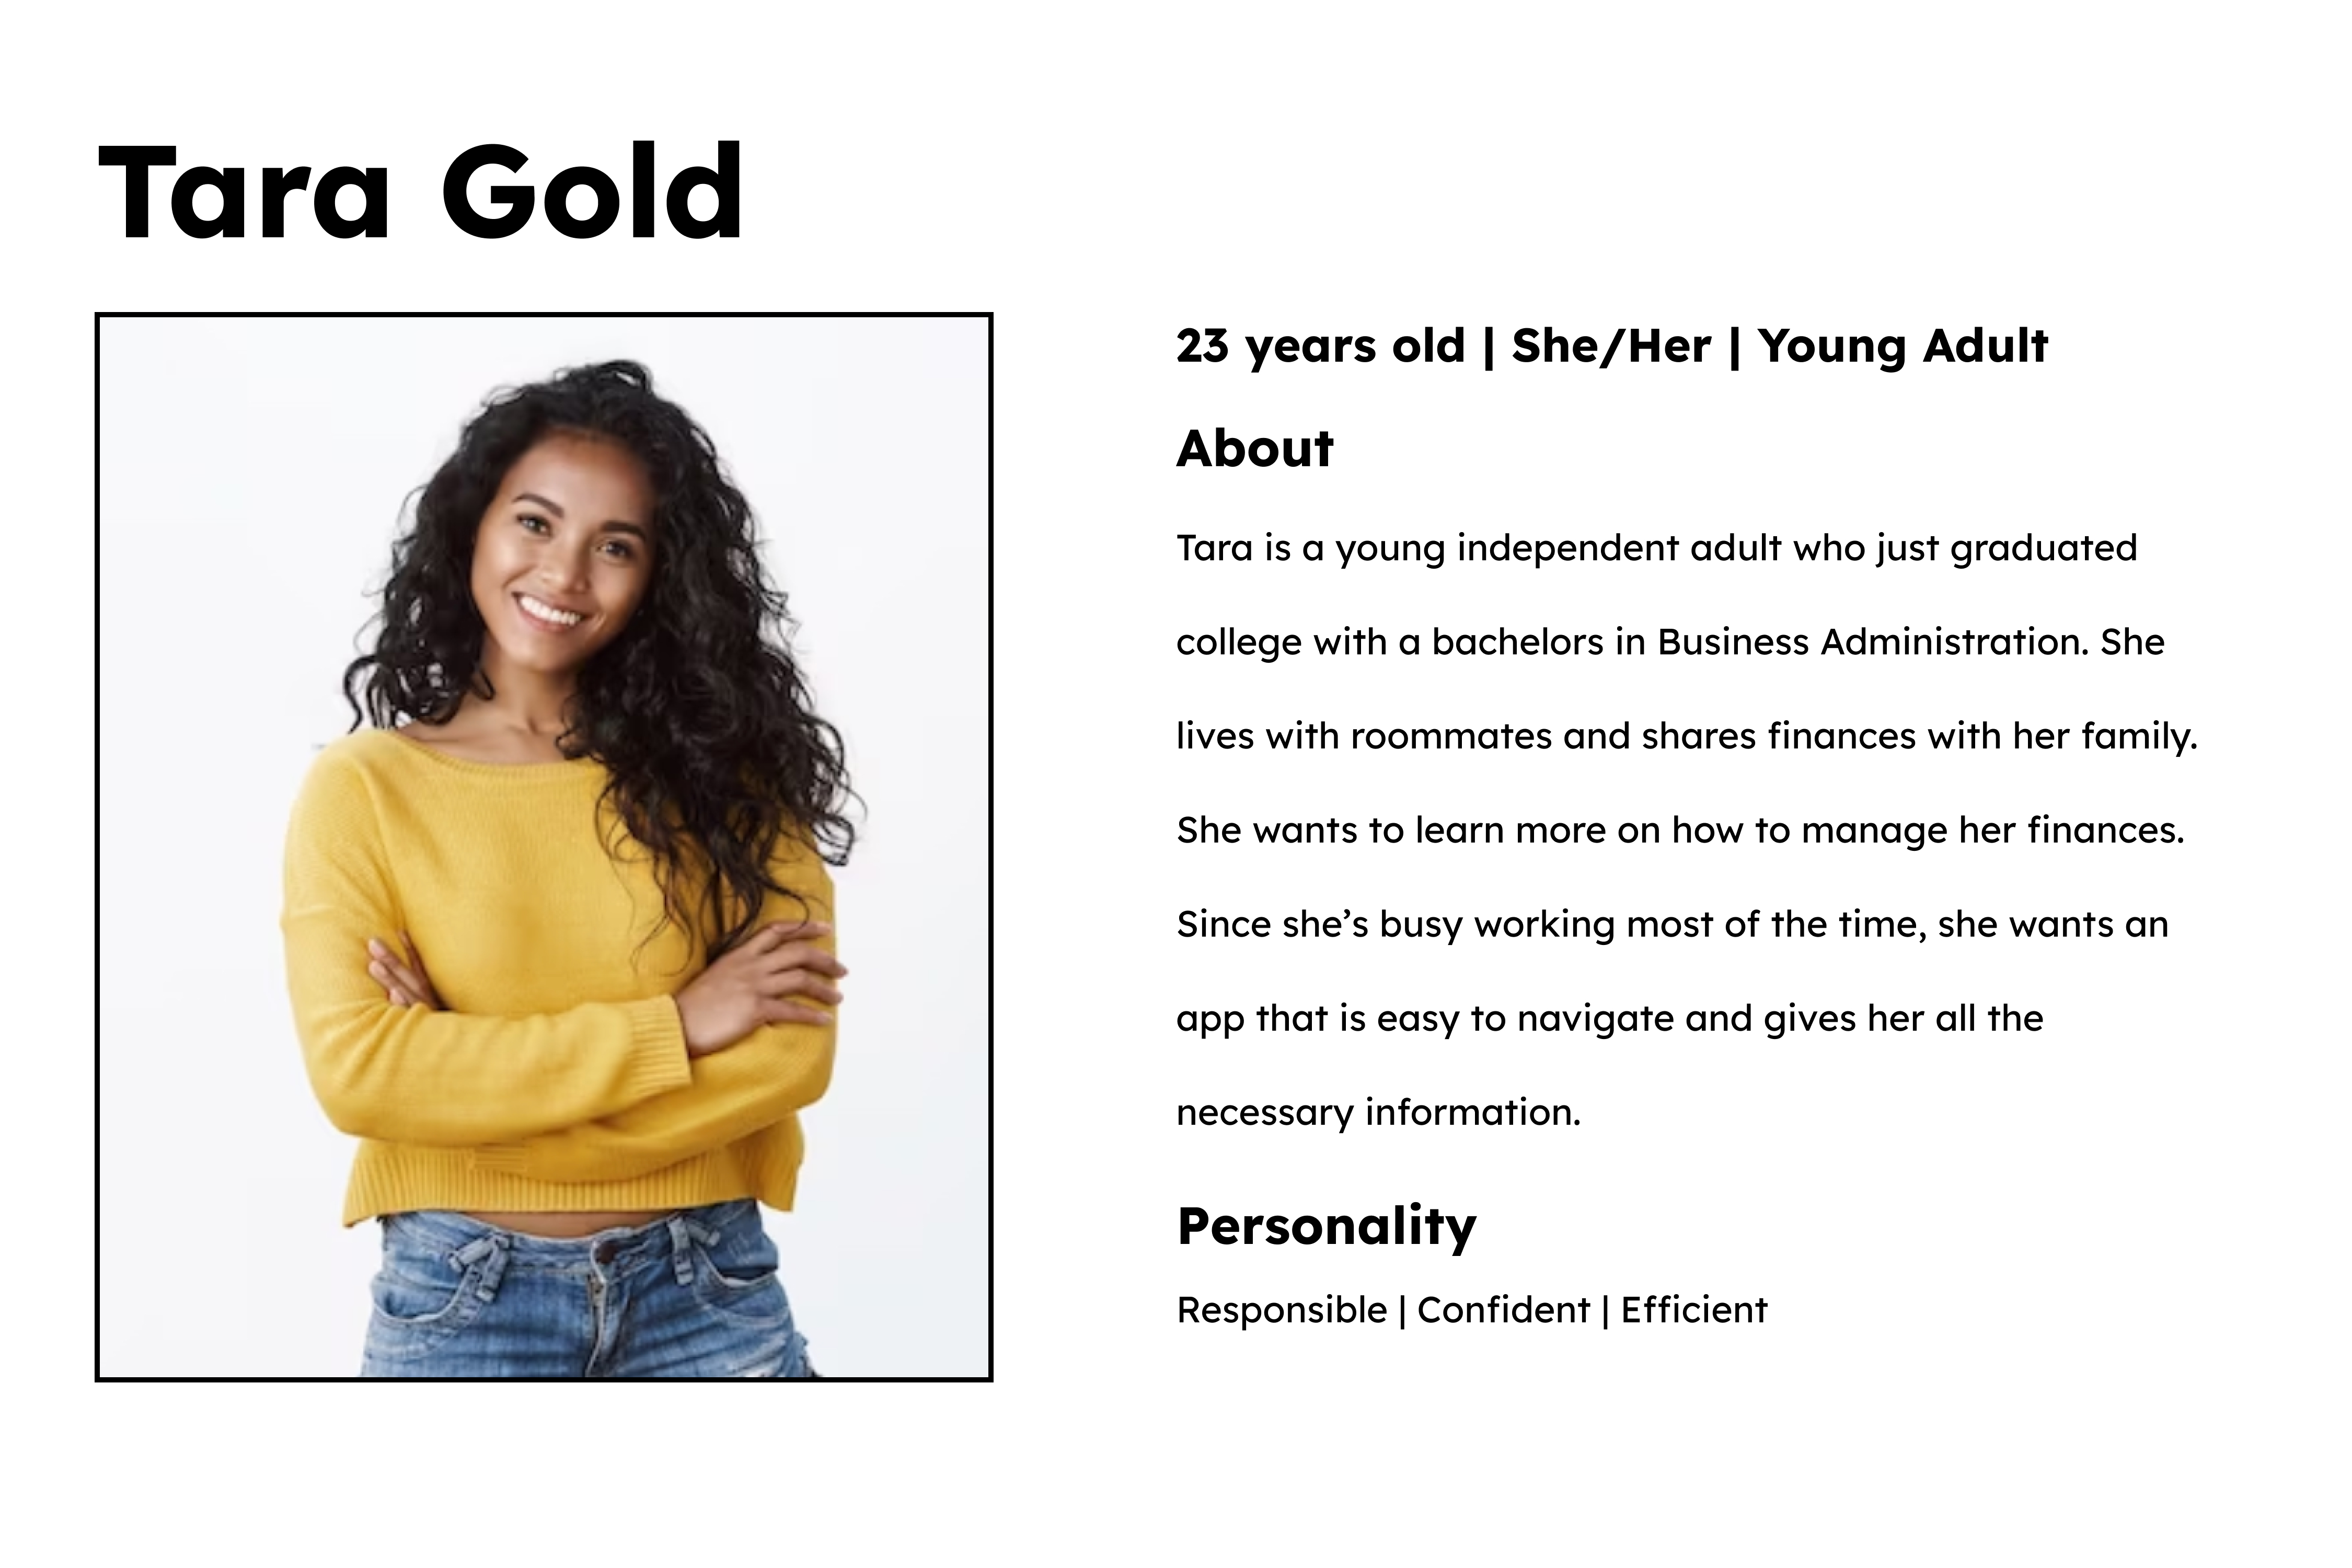 Tara Gold
23 years old | She/Her | Young Adult
About
Tara is a young independent adult who just graduated
college with a bachelors in Business Administration. She
lives with roommates and shares finances with her family.
She wants to learn more on how to manage her finances.
Since she’s busy working most of the time, she wants an
app that is easy to navigate and gives her all the
necessary information.
Personality
Responsible | Confident | Efficient